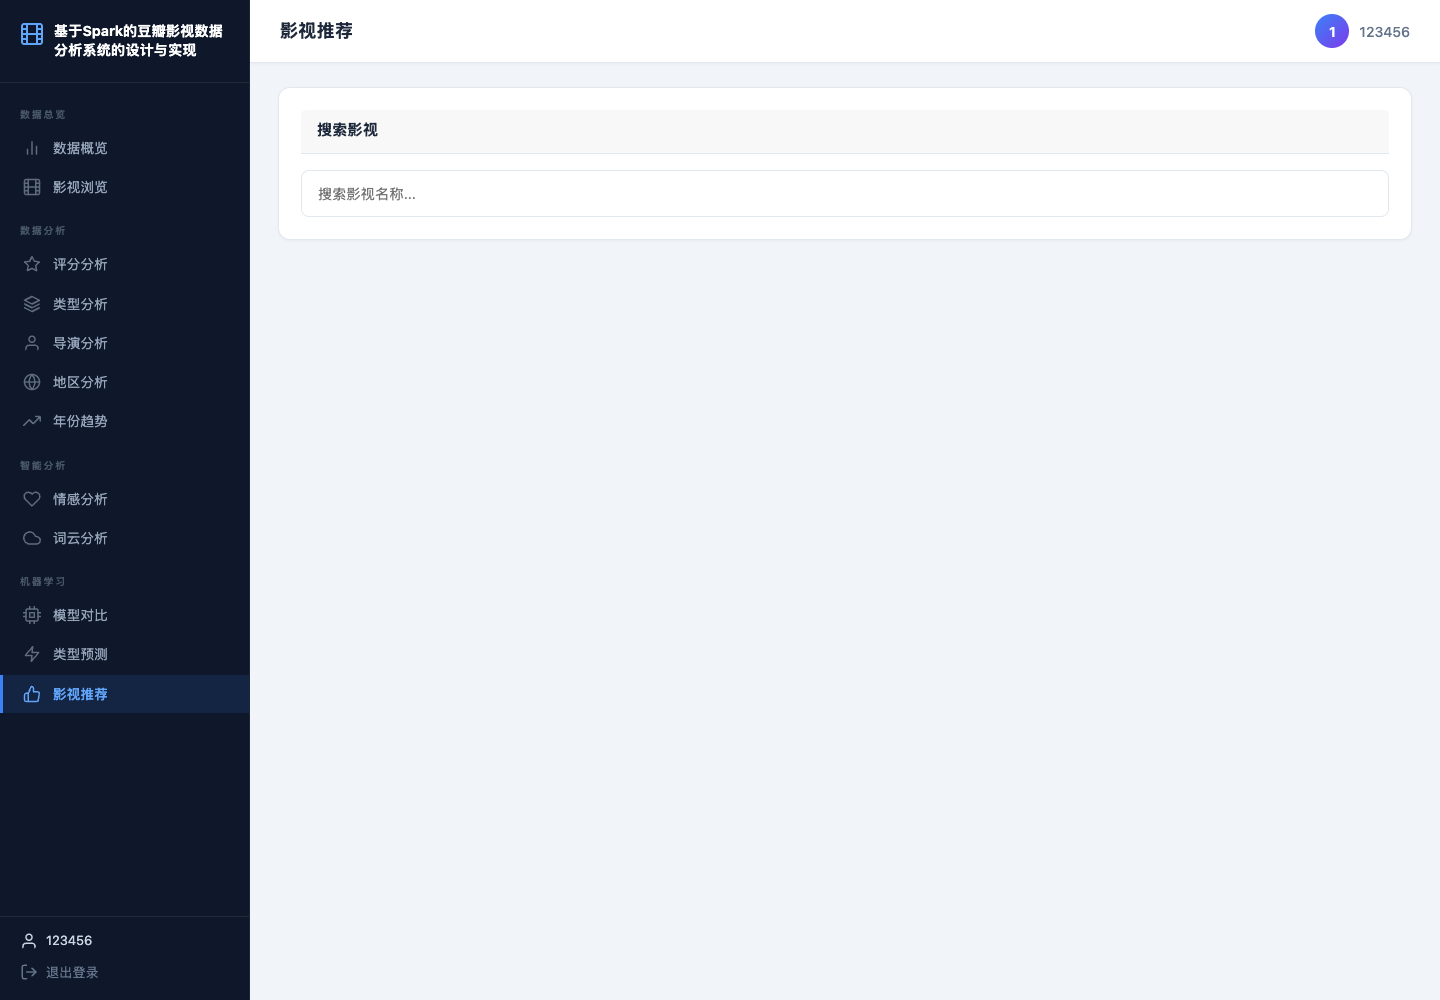 基于Spark的豆瓣影视数据
分析系统的设计与实现
数据总览
数据概览
影视浏览
数据分析
评分分析
类型分析
导演分析
地区分析
年份趋势
智能分析
情感分析
词云分析
机器学习
模型对比
类型预测
影视推荐
123456
退出登录
影视推荐
1
123456
搜索影视
搜索影视名称...